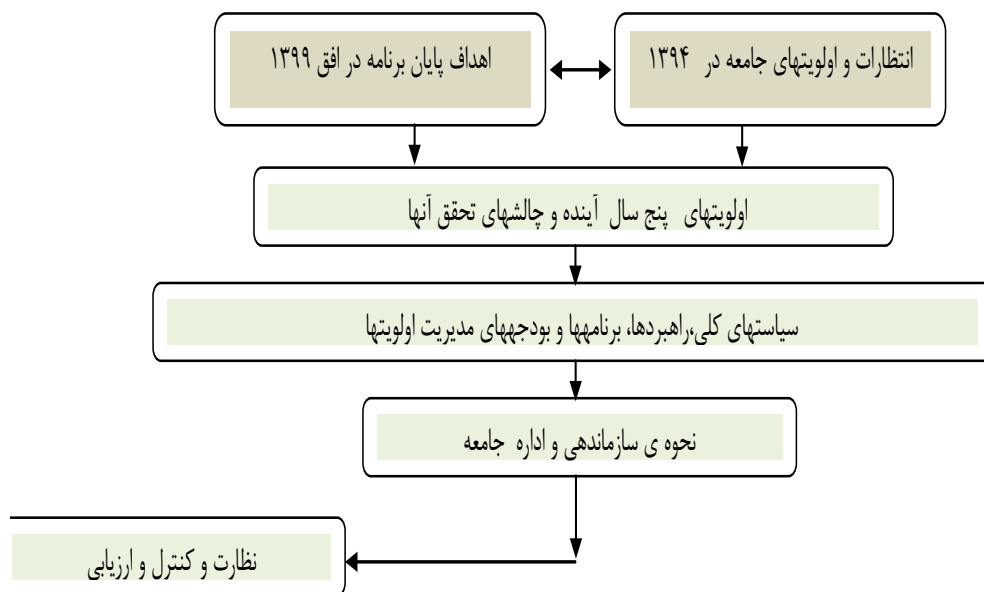 انتظارات و اولویتهای جامعه در ۱۳۹۴
اهداف پایان برنامه در افق ۱۳۹۹
اولویتهای پنج سال آینده و چالشهای تحقق آنها
سیاستهای کلی،راهبردها، برنامهها و بودجههای مدیریت اولویتها
نحوه ی سازماندهی و اداره جامعه
نظارت و کنترل و ارزیابی